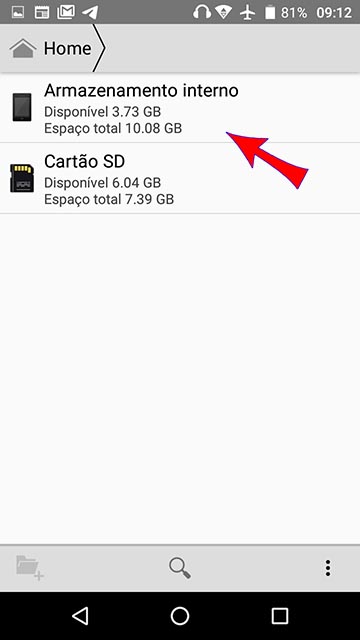 81% 09:12
Home
Armazenamento interno
Disponível 3.73 GB
Espaço total 10.08 GB
Cartão SD
Disponível 6.04 GB
Espaço total 7.39 GB